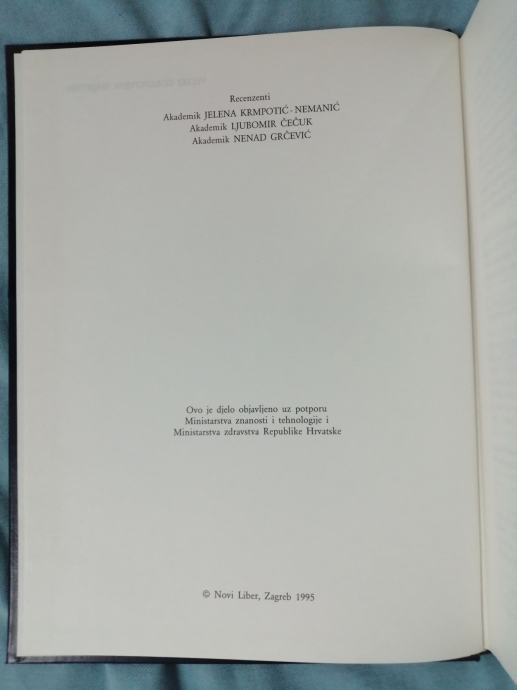 Recenzenti
Akademik JELENA KRMPOTIĆ-NEMANIĆ
Akademik LJUBOMIR ČEČUK
Akademik NENAD GRČEVIĆ
Ovo je djelo objavljeno uz potporu
Ministarstva znanosti i tehnologije i
Ministarstva zdravstva Republike Hrvatske
© Novi Liber, Zagreb 1995